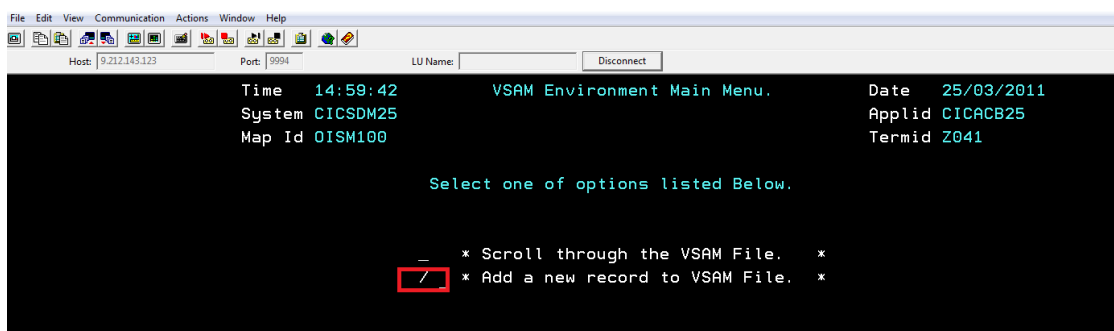 File Edit View Communication Actions Window Help
Host: 9.212.143.123 Port: 9994 LU Name: Disconnect
Time 14:59:42 VSAM Environment Main Menu. Date 25/03/2011
System CICSDM25 Applid CICACB25
Map Id OISM100 Termid Z041
Select one of options listed Below.
_ * Scroll through the VSAM File. *
/ _ * Add a new record to VSAM File. *